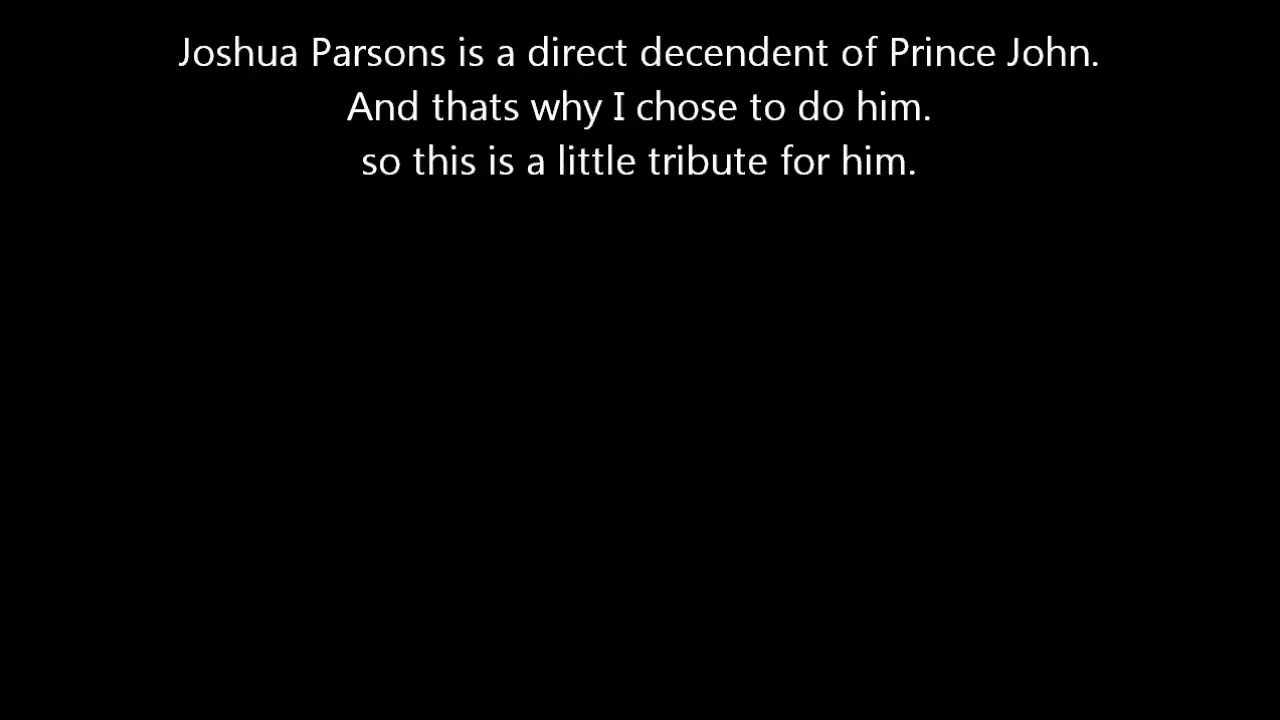 Joshua Parsons is a direct decendent of Prince John.
And thats why I chose to do him.
so this is a little tribute for him.